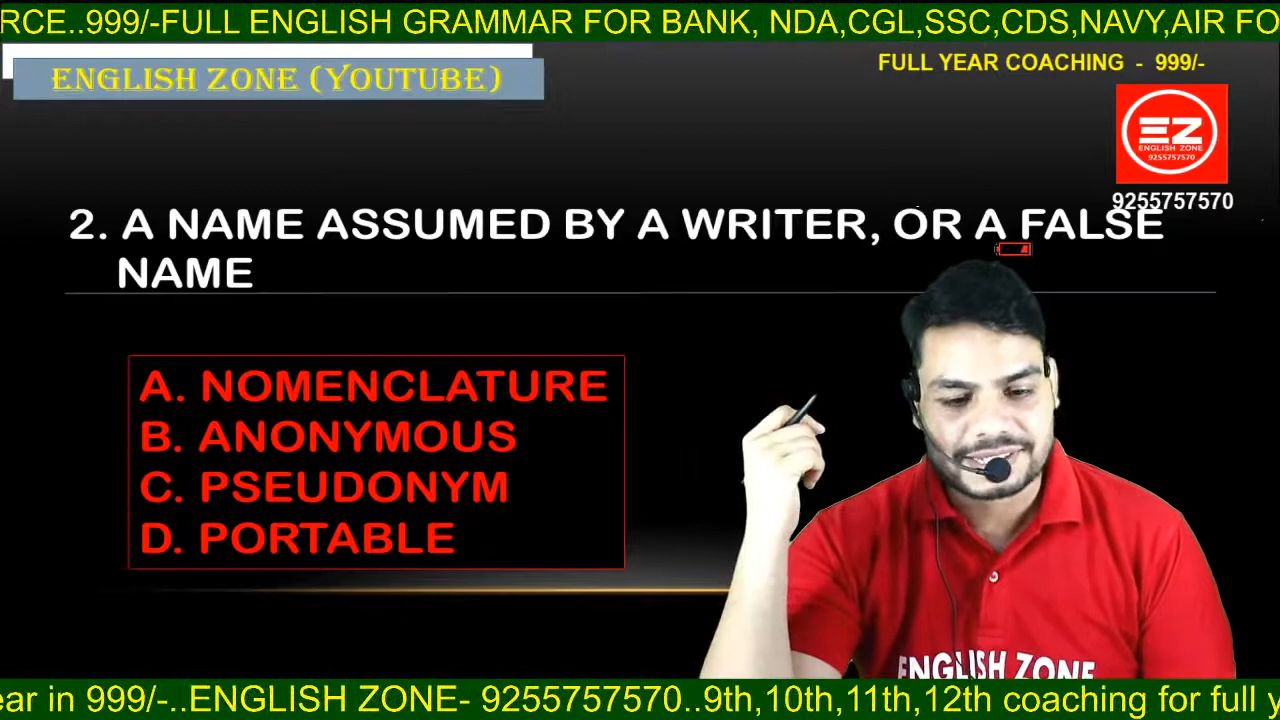 RCE..999/-FULL ENGLISH GRAMMAR FOR BANK, NDA,CGL,SSC,CDS,NAVY,AIR FO
ENGLISH ZONE (YOUTUBE)
FULL YEAR COACHING - 999/-
EZ
ENGLISH ZONE
9255757570
9255757570
2. A NAME ASSUMED BY A WRITER, OR A FALSE
NAME
A. NOMENCLATURE
B. ANONYMOUS
C. PSEUDONYM
D. PORTABLE
ENGLISH ZONE
ear in 999/-..ENGLISH ZONE- 9255757570..9th,10th,11th,12th coaching for full y